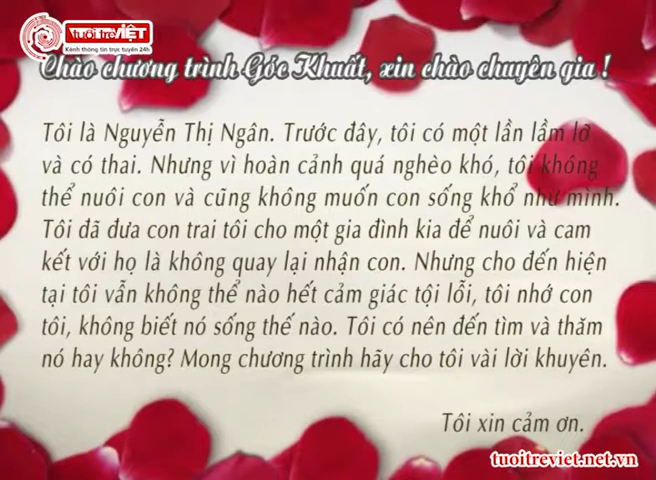 tuổi trẻ VIỆT
Kênh thông tin trực tuyến 24h
Chào chương trình Góc Khuất, xin chào chuyên gia !
Tôi là Nguyễn Thị Ngân. Trước đây, tôi có một lần lầm lỡ
và có thai. Nhưng vì hoàn cảnh quá nghèo khó, tôi không
thể nuôi con và cũng không muốn con sống khổ như mình.
Tôi đã đưa con trai tôi cho một gia đình kia để nuôi và cam
kết với họ là không quay lại nhận con. Nhưng cho đến hiện
tại tôi vẫn không thể nào hết cảm giác tội lỗi, tôi nhớ con
tôi, không biết nó sống thế nào. Tôi có nên đến tìm và thăm
nó hay không? Mong chương trình hãy cho tôi vài lời khuyên.
Tôi xin cảm ơn.
tuoitreviet.net.vn